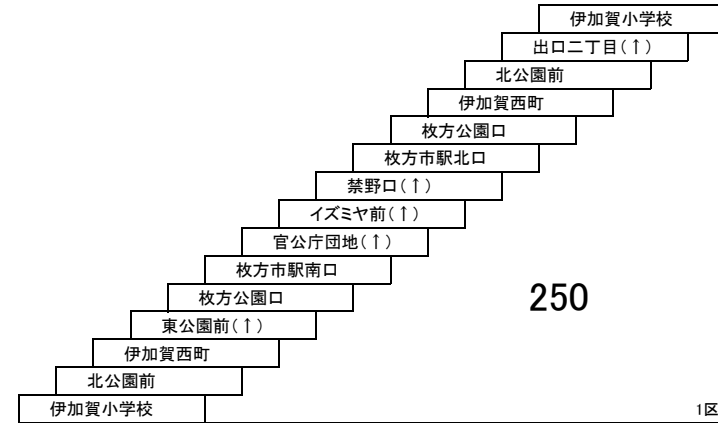 伊加賀小学校
出口二丁目(↑)
北公園前
伊加賀西町
枚方公園口
枚方市駅北口
禁野口(↑)
イズミヤ前(↑)
官公庁団地(↑)
枚方市駅南口
枚方公園口
東公園前(↑)
伊加賀西町
北公園前
伊加賀小学校
250
1区